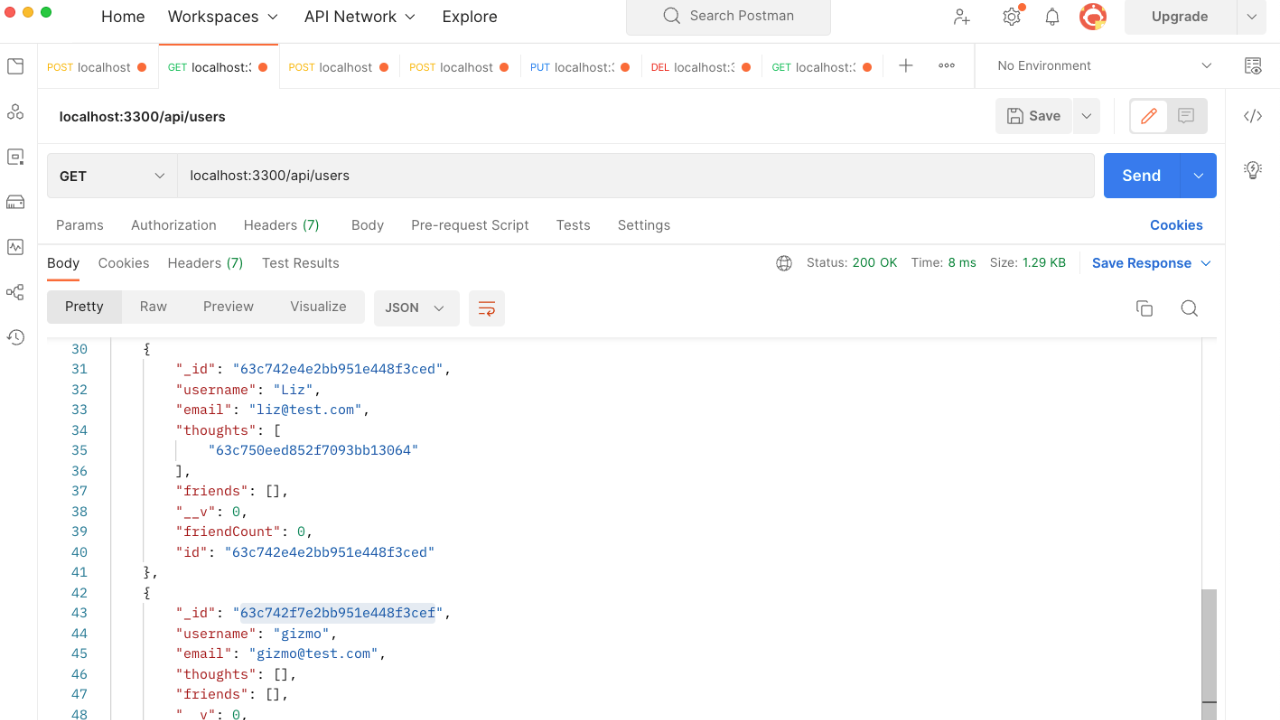 Home Workspaces API Network Explore Search Postman Upgrade
POST localhost GET localhost:3 POST localhost POST localhost PUT localhost: DEL localhost: GET localhost: No Environment
localhost:3300/api/users Save
GET localhost:3300/api/users Send
Params Authorization Headers (7) Body Pre-request Script Tests Settings Cookies
Body Cookies Headers (7) Test Results Status: 200 OK Time: 8 ms Size: 1.29 KB Save Response
Pretty Raw Preview Visualize JSON
30 {
31 "_id": "63c742e4e2bb951e448f3ced",
32 "username": "Liz",
33 "email": "liz@test.com",
34 "thoughts": [
35 "63c750eed852f7093bb13064"
36 ],
37 "friends": [],
38 "__v": 0,
39 "friendCount": 0,
40 "id": "63c742e4e2bb951e448f3ced"
41 },
42 {
43 "_id": "63c742f7e2bb951e448f3cef",
44 "username": "gizmo",
45 "email": "gizmo@test.com",
46 "thoughts": [],
47 "friends": [],
48 "__v": 0,